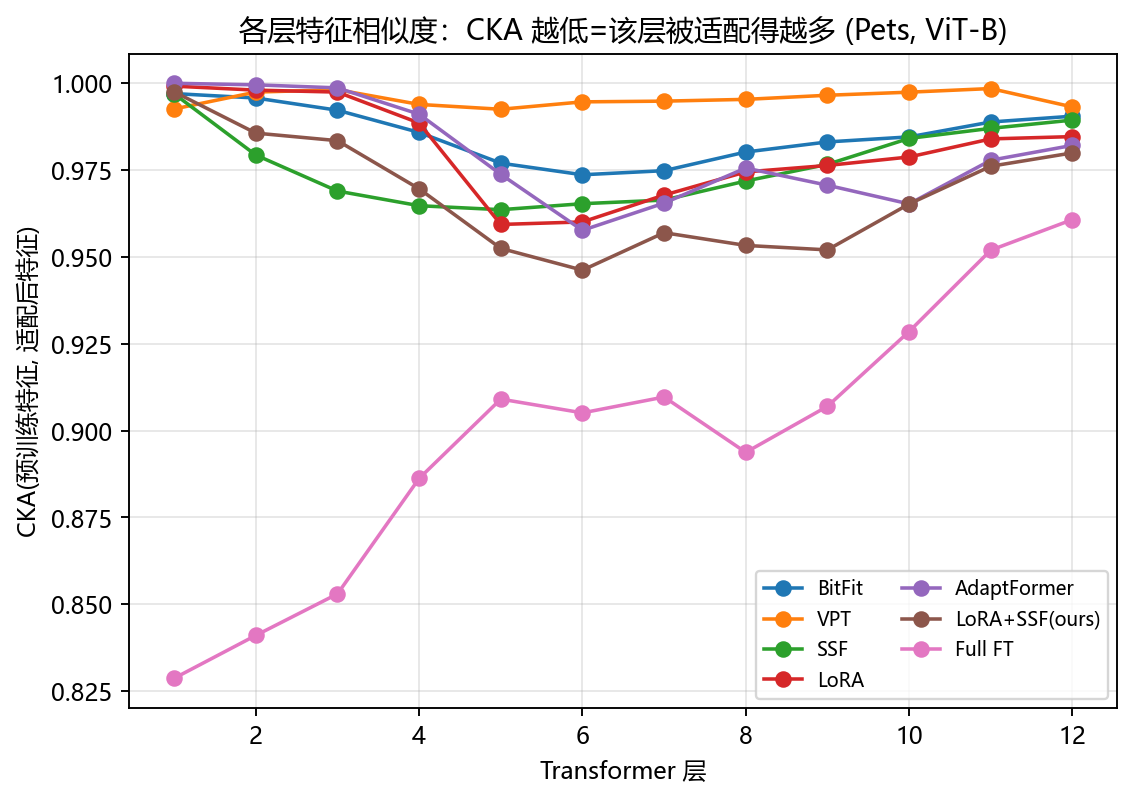 各层特征相似度：CKA 越低=该层被适配得越多 (Pets, ViT-B)
CKA(预训练特征, 适配后特征)
1.000
0.975
0.950
0.925
0.900
0.875
0.850
0.825
2 4 6 8 10 12
Transformer 层
BitFit
VPT
SSF
LoRA
AdaptFormer
LoRA+SSF(ours)
Full FT